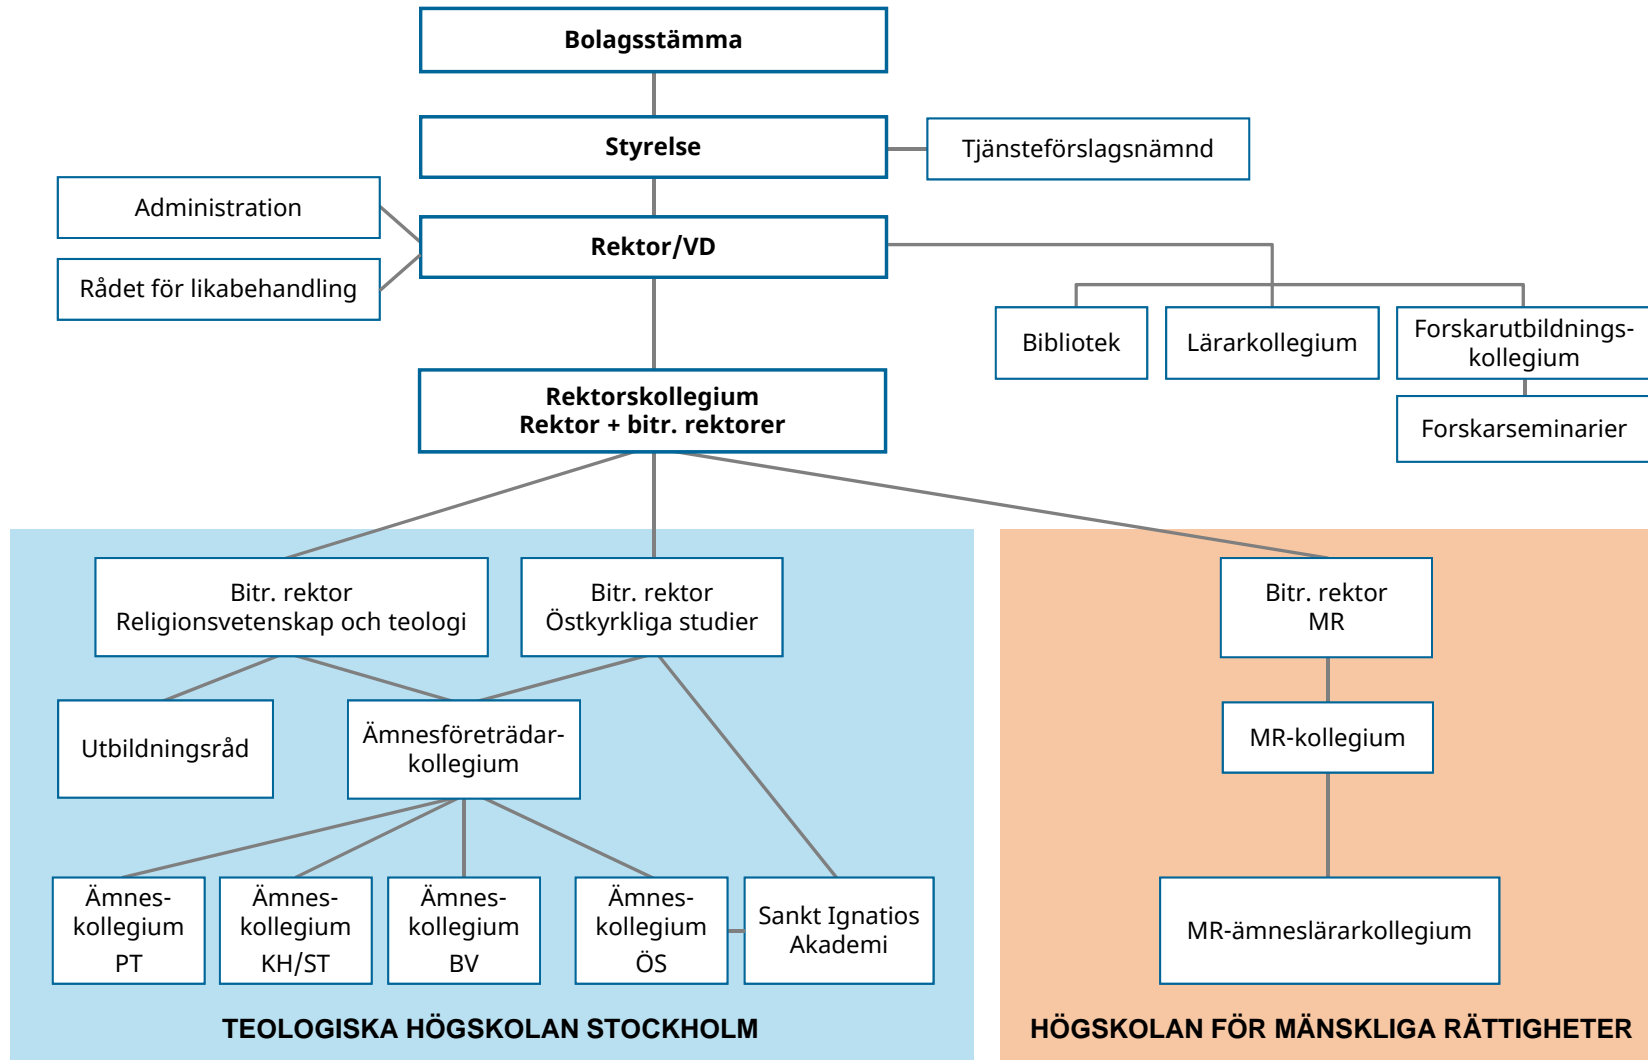 Bolagsstämma
Styrelse
Tjänsteförslagsnämnd
Administration
Rektor/VD
Rådet för likabehandling
Bibliotek
Lärarkollegium
Forskarutbildnings-
kollegium
Rektorskollegium
Rektor + bitr. rektorer
Forskarseminarier
Bitr. rektor
Religionsvetenskap och teologi
Bitr. rektor
Östkyrkliga studier
Bitr. rektor
MR
Utbildningsråd
Ämnesföreträdar-
kollegium
MR-kollegium
Ämnes-
kollegium
PT
Ämnes-
kollegium
KH/ST
Ämnes-
kollegium
BV
Ämnes-
kollegium
ÖS
Sankt Ignatios
Akademi
MR-ämneslärarkollegium
TEOLOGISKA HÖGSKOLAN STOCKHOLM
HÖGSKOLAN FÖR MÄNSKLIGA RÄTTIGHETER